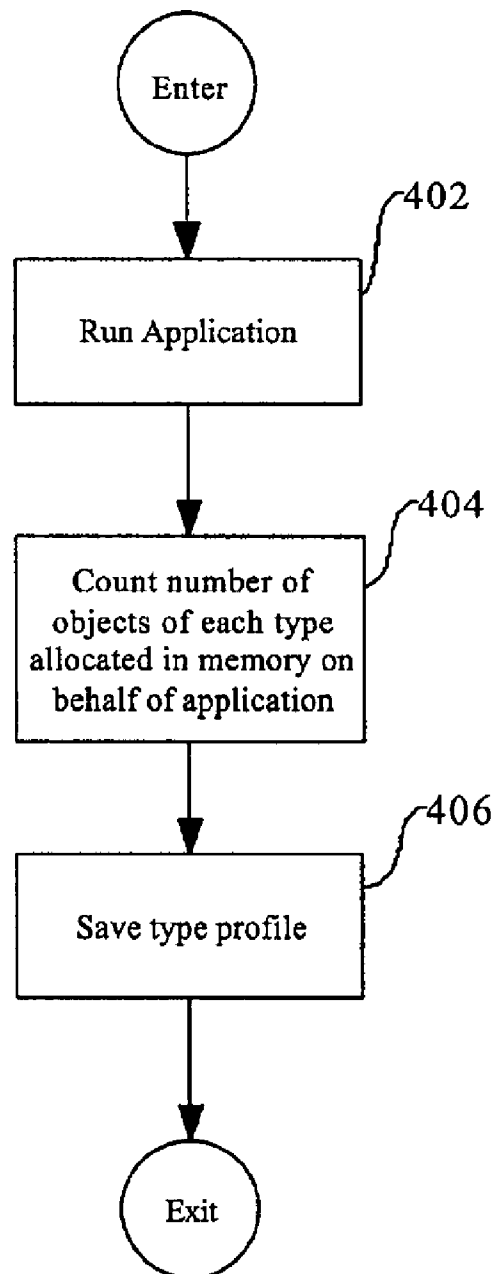 Enter
402
Run Application
404
Count number of
objects of each type
allocated in memory on
behalf of application
406
Save type profile
Exit